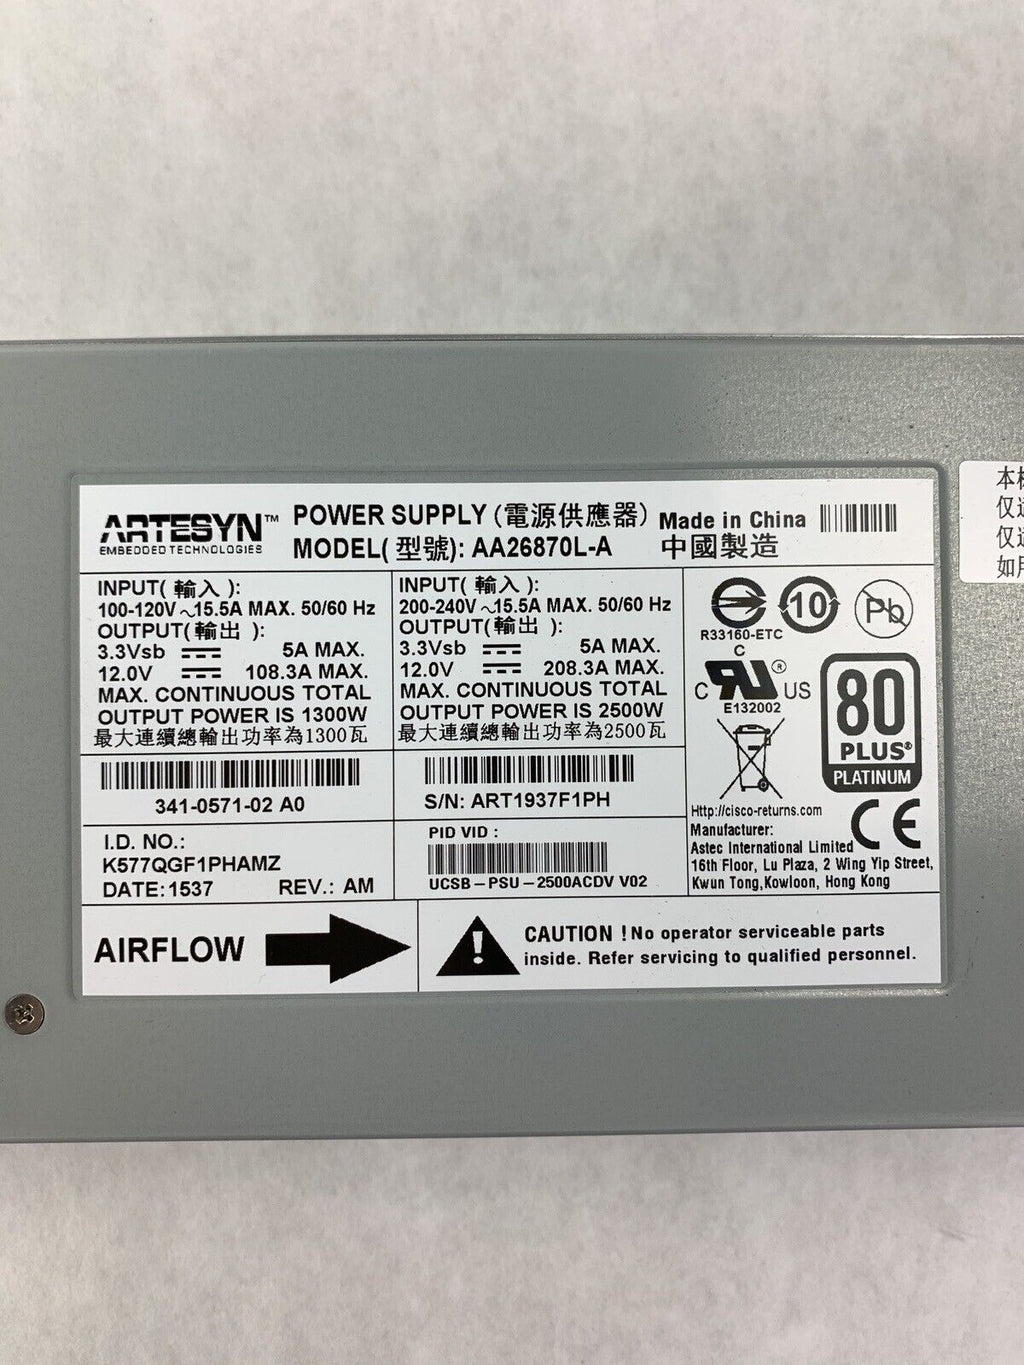 ARTESYN™
EMBEDDED TECHNOLOGIES
POWER SUPPLY (電源供應器)
MODEL( 型號): AA26870L-A
Made in China
中國製造
INPUT( 輸入 ):
100-120V ~15.5A MAX. 50/60 Hz
OUTPUT( 輸出 ):
3.3Vsb 5A MAX.
12.0V 108.3A MAX.
MAX. CONTINUOUS TOTAL
OUTPUT POWER IS 1300W
最大連續總輸出功率為1300瓦
INPUT( 輸入 ):
200-240V ~15.5A MAX. 50/60 Hz
OUTPUT( 輸出 ):
3.3Vsb 5A MAX.
12.0V 208.3A MAX.
MAX. CONTINUOUS TOTAL
OUTPUT POWER IS 2500W
最大連續總輸出功率為2500瓦
10
Pb
R33160-ETC
C
C UL ® US
E132002
80
PLUS®
PLATINUM
Http://cisco-returns.com
CE
Manufacturer:
Astec International Limited
16th Floor, Lu Plaza, 2 Wing Yip Street,
Kwun Tong,Kowloon, Hong Kong
341-0571-02 A0
S/N: ART1937F1PH
I.D. NO.:
K577QGF1PHAMZ
DATE:1537 REV.: AM
PID VID :
UCSB-PSU-2500ACDV V02
AIRFLOW
CAUTION !No operator serviceable parts
inside. Refer servicing to qualified personnel.
本
仅
仅
如